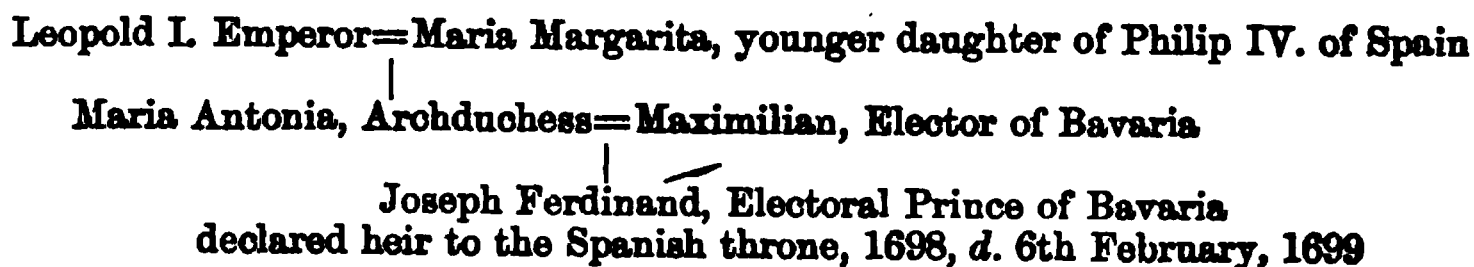 Leopold I. Emperor=Maria Margarita, younger daughter of Philip IV. of Spain
Maria Antonia, Archduchess=Maximilian, Elector of Bavaria
Joseph Ferdinand, Electoral Prince of Bavaria
declared heir to the Spanish throne, 1698, d. 6th February, 1699